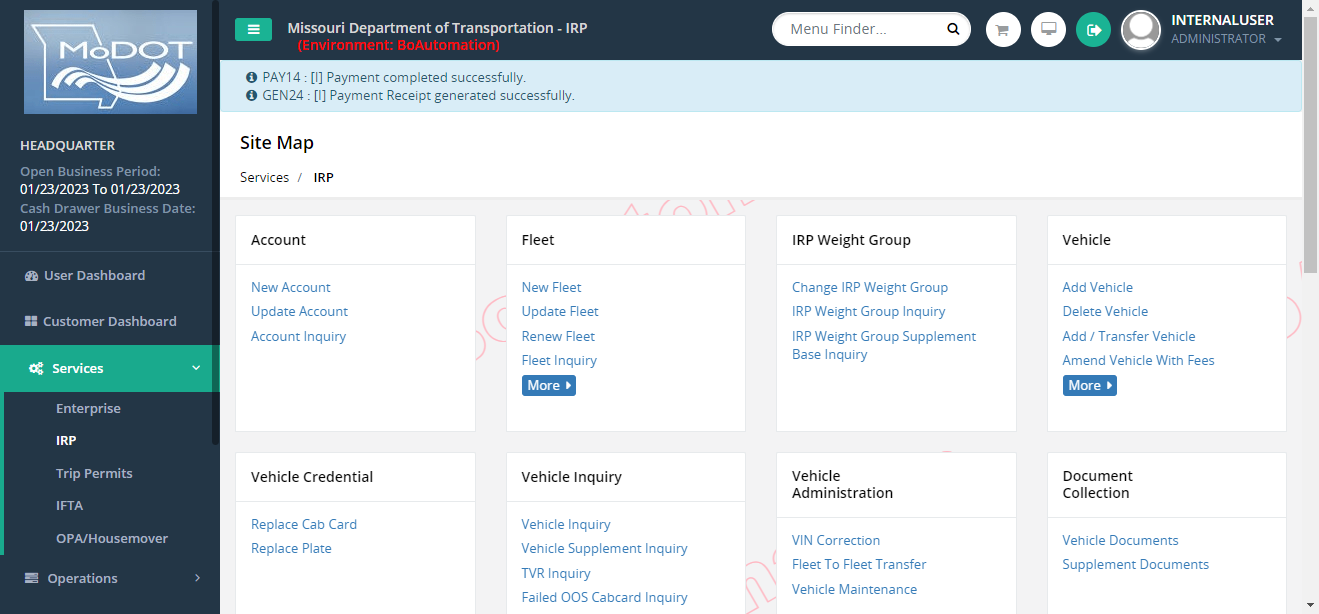 MoDOT
HEADQUARTER
Open Business Period:
01/23/2023 To 01/23/2023
Cash Drawer Business Date:
01/23/2023
User Dashboard
Customer Dashboard
Services
Enterprise
IRP
Trip Permits
IFTA
OPA/Housemover
Operations
Missouri Department of Transportation - IRP
(Environment: BoAutomation)
Menu Finder...
INTERNALUSER
ADMINISTRATOR
PAY14 : [I] Payment completed successfully.
GEN24 : [I] Payment Receipt generated successfully.
Site Map
Services / IRP
Account
New Account
Update Account
Account Inquiry
Fleet
New Fleet
Update Fleet
Renew Fleet
Fleet Inquiry
More
IRP Weight Group
Change IRP Weight Group
IRP Weight Group Inquiry
IRP Weight Group Supplement
Base Inquiry
Vehicle
Add Vehicle
Delete Vehicle
Add / Transfer Vehicle
Amend Vehicle With Fees
More
Vehicle Credential
Replace Cab Card
Replace Plate
Vehicle Inquiry
Vehicle Inquiry
Vehicle Supplement Inquiry
TVR Inquiry
Failed OOS Cabcard Inquiry
Vehicle
Administration
VIN Correction
Fleet To Fleet Transfer
Vehicle Maintenance
Document
Collection
Vehicle Documents
Supplement Documents